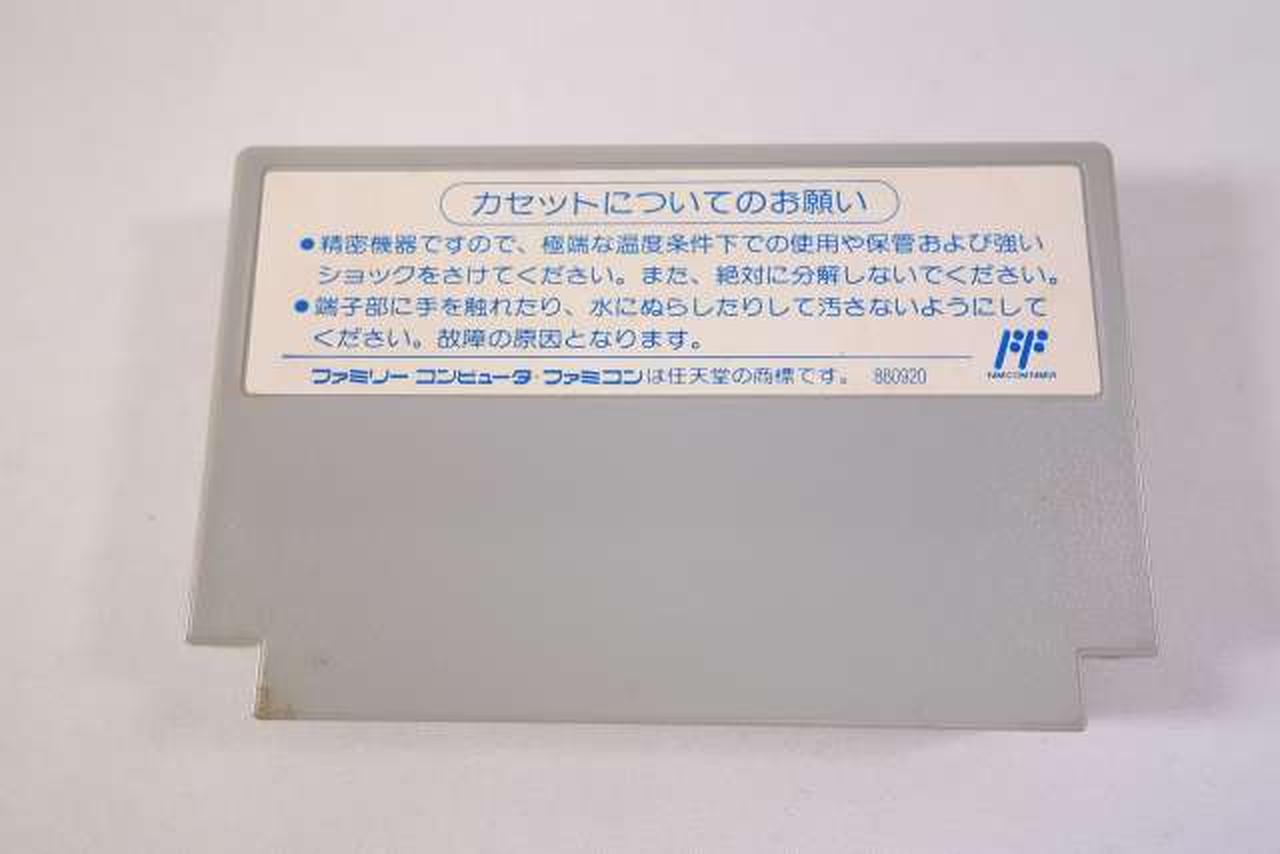 カセットについてのお願い
●精密機器ですので、極端な温度条件下での使用や保管および強い
ショックをさけてください。また、絶対に分解しないでください。
●端子部に手を触れたり、水にぬらしたりして汚さないようにして
ください。故障の原因となります。
ファミリーコンピュータ・ファミコンは任天堂の商標です。 880920